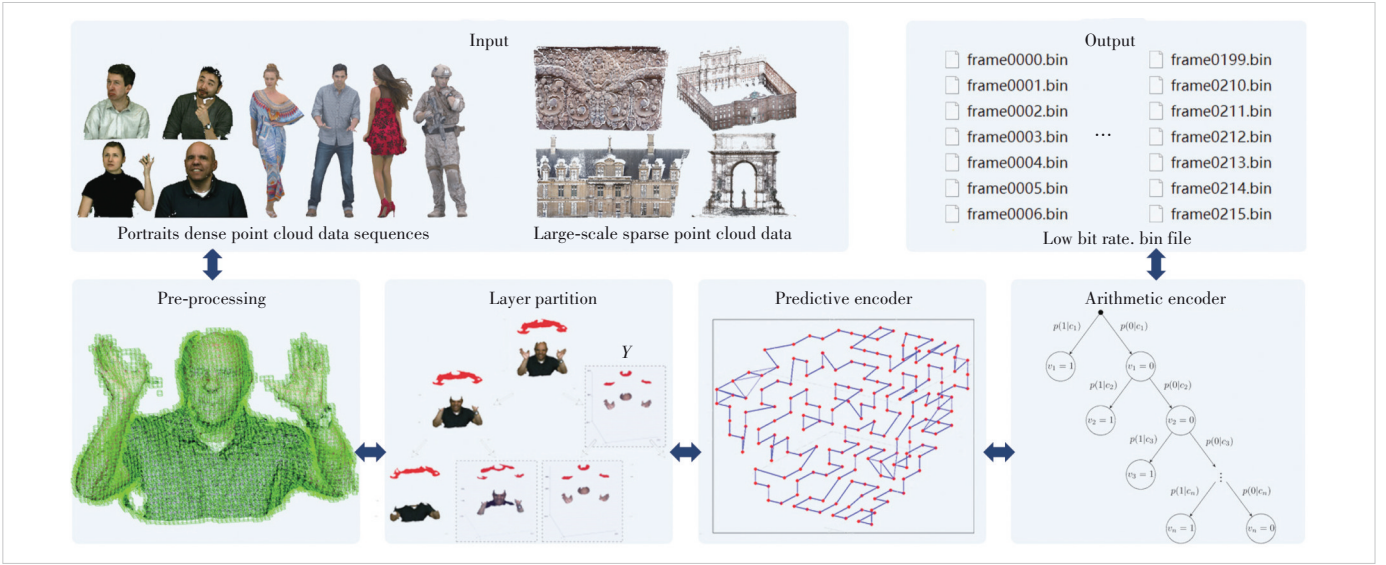 Input
Portraits dense point cloud data sequences
Large-scale sparse point cloud data
Output
frame0000.bin
frame0001.bin
frame0002.bin
frame0003.bin
frame0004.bin
frame0005.bin
frame0006.bin
...
frame0199.bin
frame0210.bin
frame0211.bin
frame0212.bin
frame0213.bin
frame0214.bin
frame0215.bin
Low bit rate. bin file
Pre-processing
Layer partition
Y
Predictive encoder
Arithmetic encoder
p(1|c₁) p(0|c₁)
v₁ = 1 v₁ = 0
p(1|c₂) p(0|c₂)
v₂ = 1 v₂ = 0
p(1|c₃) p(0|c₃)
v₃ = 1
⋮
p(1|cₙ) p(0|cₙ)
vₙ = 1 vₙ = 0